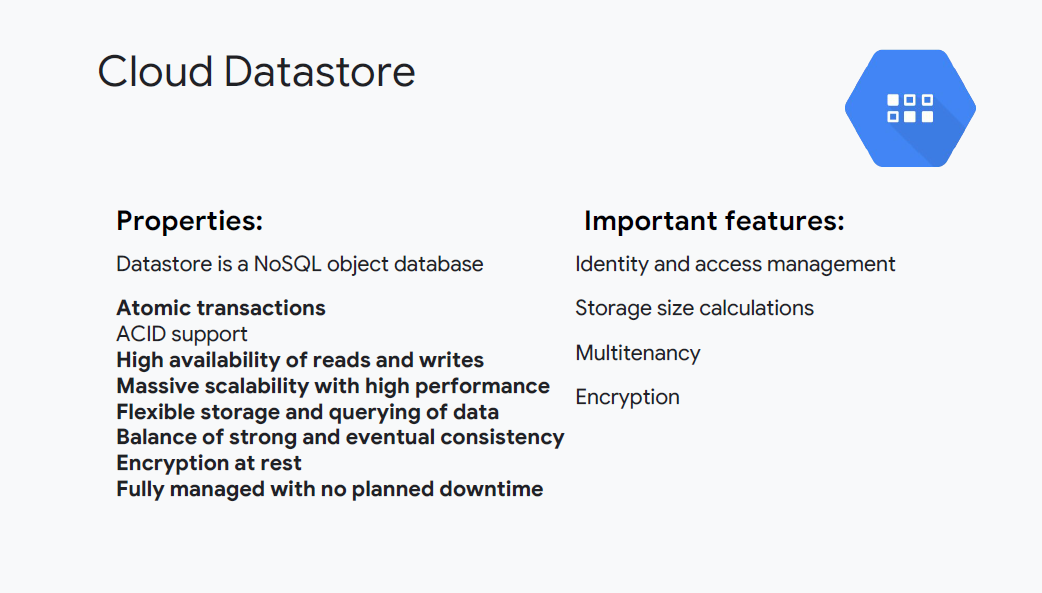 Cloud Datastore
Properties:
Datastore is a NoSQL object database
Atomic transactions
ACID support
High availability of reads and writes
Massive scalability with high performance
Flexible storage and querying of data
Balance of strong and eventual consistency
Encryption at rest
Fully managed with no planned downtime
Important features:
Identity and access management
Storage size calculations
Multitenancy
Encryption